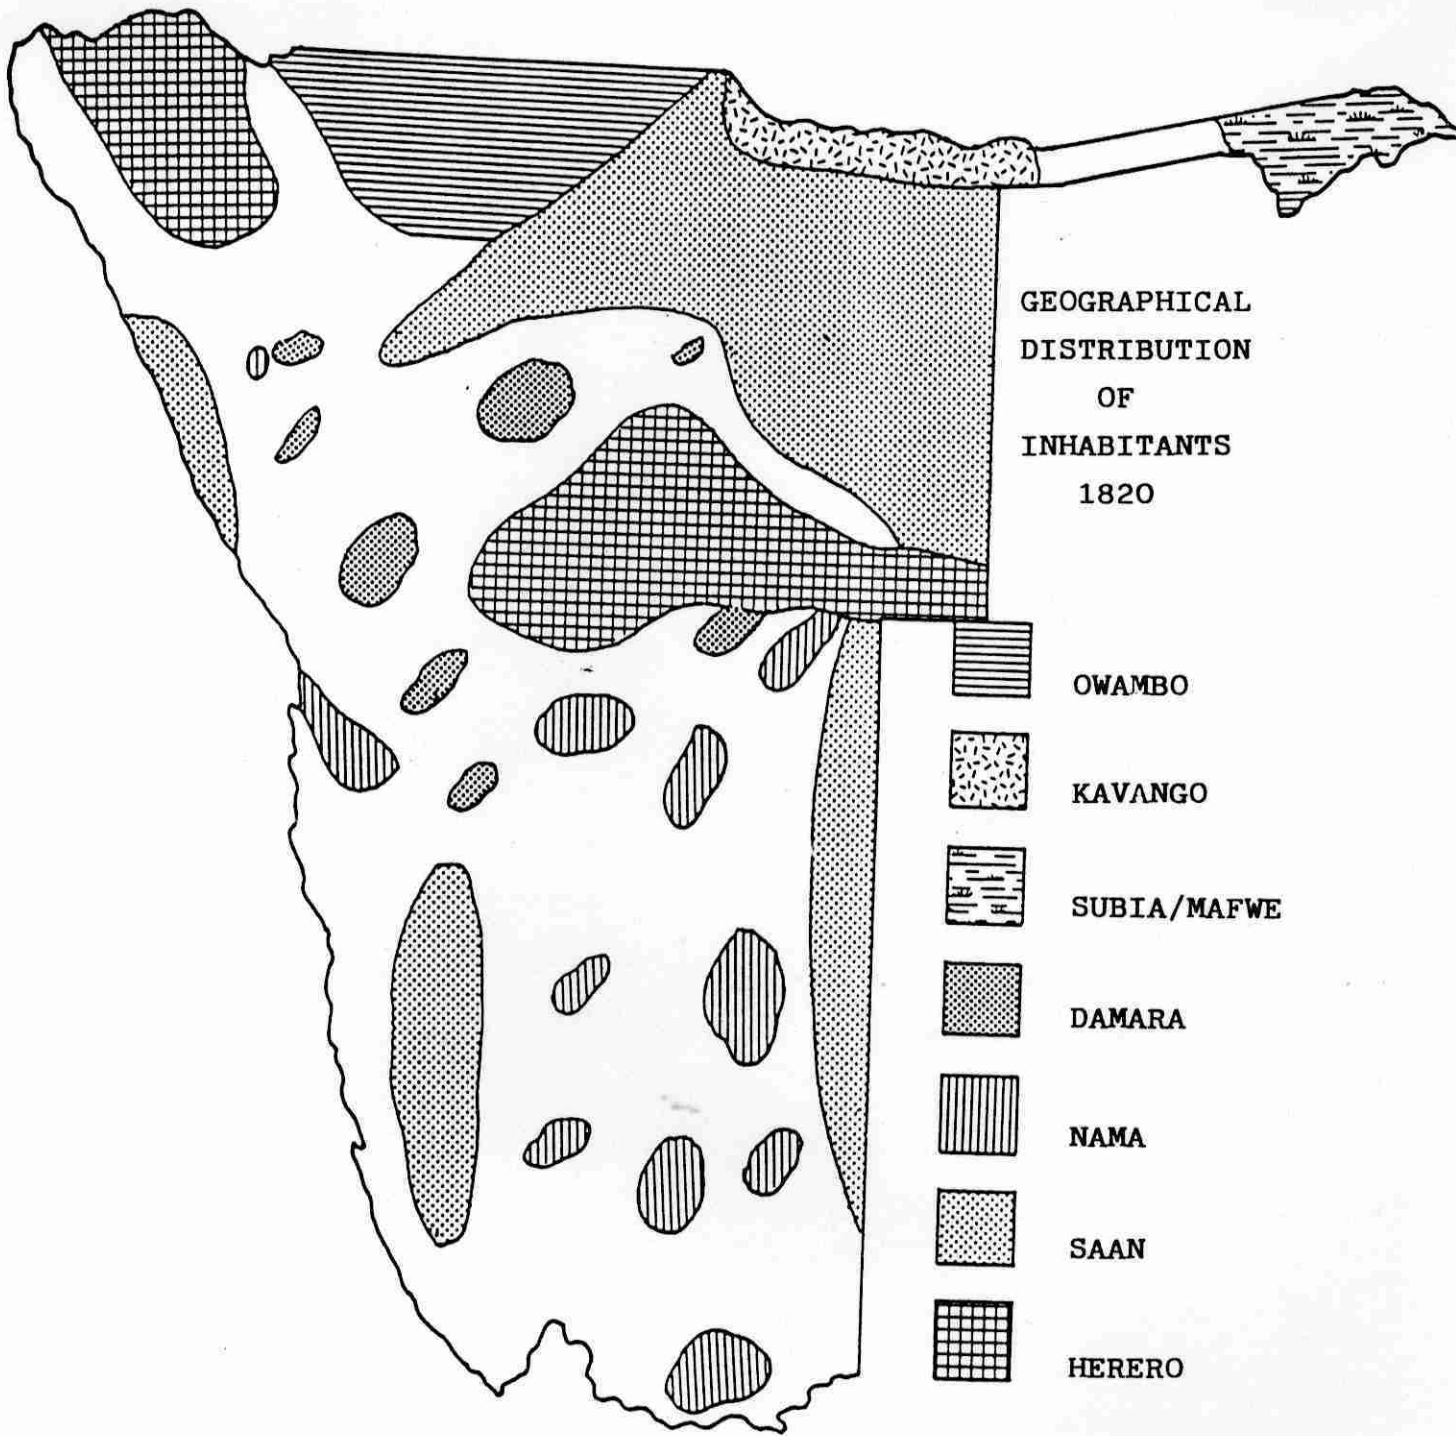 GEOGRAPHICAL
DISTRIBUTION
OF
INHABITANTS
1820
OWAMBO
KAVANGO
SUBIA/MAFWE
DAMARA
NAMA
SAAN
HERERO